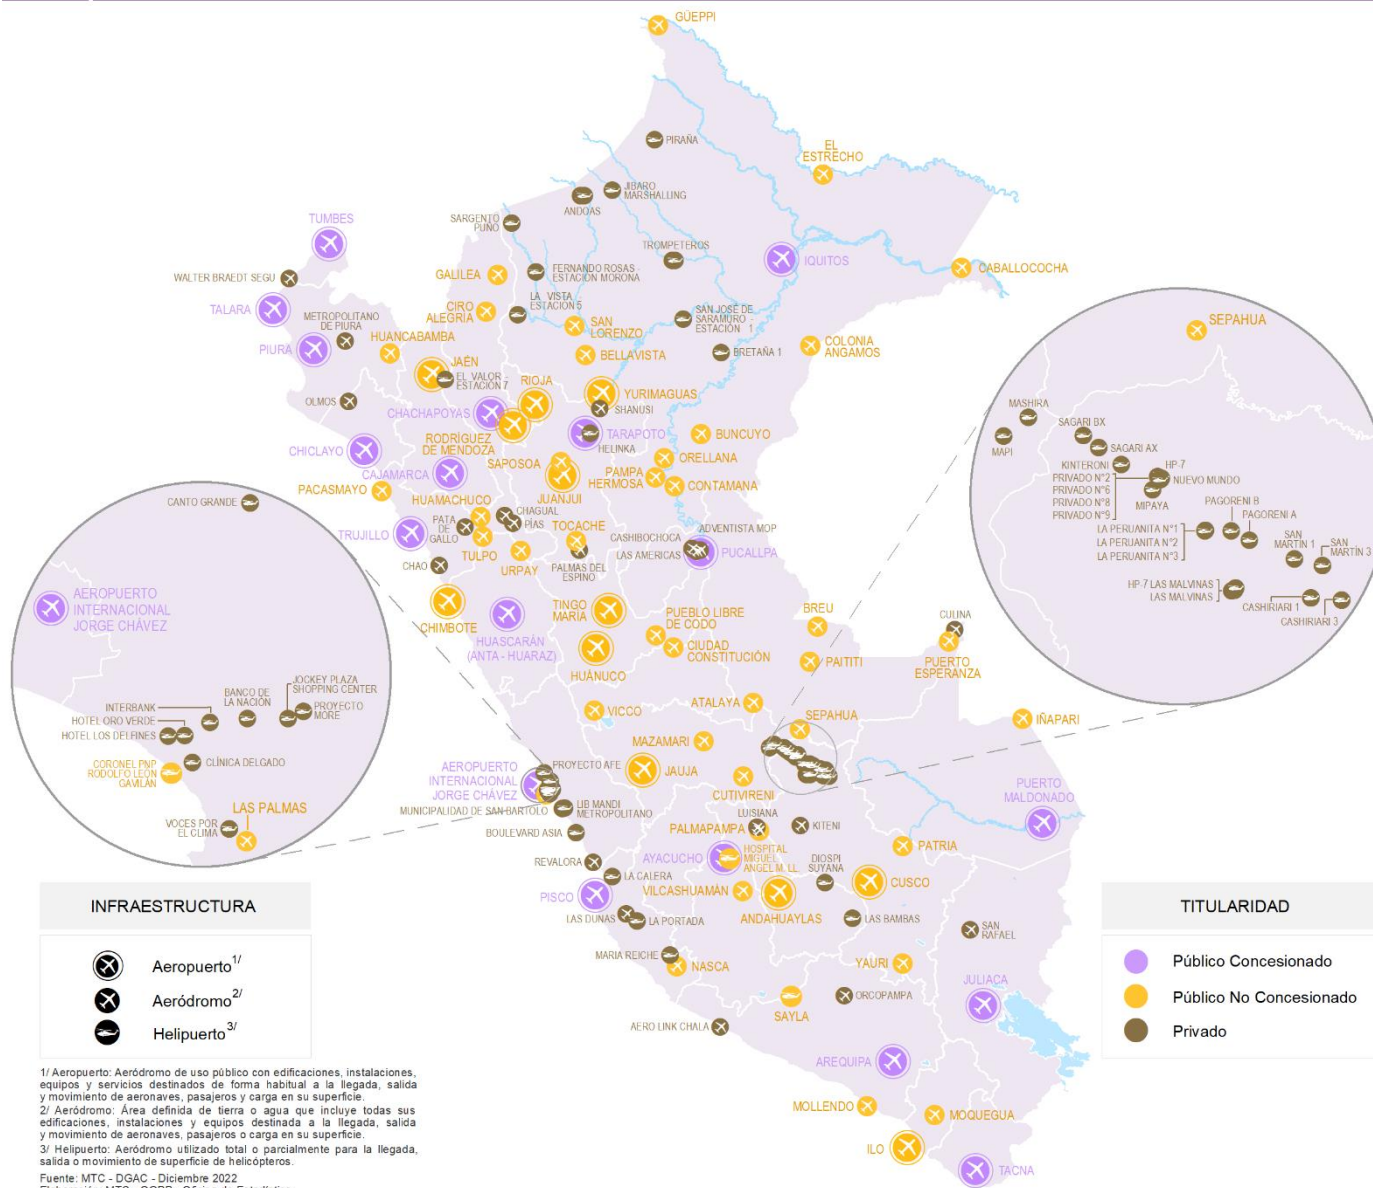 GÜEPPI
PIRAÑA
EL
ESTRECHO
JIBARO
MARSHALLING
ANDOAS
SARGENTO
PUÑO
TUMBES
TROMPETEROS
IQUITOS
CABALLOCOCHA
WALTER BRAEDT SEGU
GALILEA
FERNANDO ROSAS -
ESTACIÓN MORONA
TALARA
LA VISTA -
ESTACIÓN 5
CIRO
ALEGRÍA
METROPOLITANO
DE PIURA
SAN JOSÉ DE
SARAMURO -
ESTACIÓN 1
SAN
LORENZO
HUANCABAMBA
PIURA
BELLAVISTA
BRETAÑA 1
COLONIA
ANGAMOS
JAÉN
EL VALOR -
ESTACIÓN 7
RIOJA
YURIMAGUAS
SHANUSI
OLMOS
CHACHAPOYAS
RODRÍGUEZ
DE MENDOZA
TARAPOTO
HELINKA
BUNCUYO
CHICLAYO
SAPOSOA
ORELLANA
CAJAMARCA
JUANJUI
PAMPA
HERMOSA
CONTAMANA
PACASMAYO
HUAMACHUCO
CHAGUAL
PÍAS
PATA
DE
GALLO
TRUJILLO
TULPO
TOCACHE
URPAY
PALMAS DEL
ESPINO
ADVENTISTA MOP
CASHIBOCHOCA
LAS AMERICAS
PUCALLPA
CHAO
CHIMBOTE
HUASCARÁN
(ANTA - HUARAZ)
TINGO
MARÍA
PUEBLO LIBRE
DE CODO
BREU
CULINA
HUÁNUCO
CIUDAD
CONSTITUCIÓN
PAITITI
PUERTO
ESPERANZA
VICCO
ATALAYA
SEPAHUA
IÑAPARI
MAZAMARI
AEROPUERTO
INTERNACIONAL
JORGE CHÁVEZ
PROYECTO AFE
JAUJA
CUTIVIRENI
PUERTO
MALDONADO
MUNICIPALIDAD DE SAN BARTOLO
LIB MANDI
METROPOLITANO
BOULEVARD ASIA
LUISIANA
PALMAPAMPA
KITENI
PATRIA
REVALORA
AYACUCHO
HOSPITAL
MIGUEL
ANGEL M. LL.
DIOSPI
SUYANA
LA CALERA
PISCO
VILCASHUAMÁN
ANDAHUAYLAS
CUSCO
LAS DUNAS
LA PORTADA
LAS BAMBAS
SAN
RAFAEL
MARIA REICHE
NASCA
YAURI
SAYLA
ORCOPAMPA
JULIACA
AERO LINK CHALA
AREQUIPA
MOLLENDO
MOQUEGUA
ILO
TACNA
CANTO GRANDE
AEROPUERTO
INTERNACIONAL
JORGE CHÁVEZ
JOCKEY PLAZA
SHOPPING CENTER
BANCO DE
LA NACIÓN
INTERBANK
PROYECTO
MORE
HOTEL ORO VERDE
HOTEL LOS DELFINES
CLÍNICA DELGADO
CORONEL PNP
RODOLFO LEÓN
GAVILÁN
LAS PALMAS
VOCES POR
EL CLIMA
SEPAHUA
MASHIRA
MAPI
SAGARI BX
SAGARI AX
KINTERONI
HP-7
NUEVO MUNDO
PRIVADO N°2
PRIVADO N°6
PRIVADO N°8
PRIVADO N°9
MIPAYA
PAGORENI B
PAGORENI A
LA PERUANITA N°1
LA PERUANITA N°2
LA PERUANITA N°3
SAN
MARTÍN 1
SAN
MARTÍN 3
HP-7 LAS MALVINAS
LAS MALVINAS
CASHIRIARI 1
CASHIRIARI 3
INFRAESTRUCTURA
Aeropuerto1/
Aeródromo2/
Helipuerto3/
TITULARIDAD
Público Concesionado
Público No Concesionado
Privado
1/ Aeropuerto: Aeródromo de uso público con edificaciones, instalaciones,
equipos y servicios destinados de forma habitual a la llegada, salida
y movimiento de aeronaves, pasajeros y carga en su superficie.
2/ Aeródromo: Área definida de tierra o agua que incluye todas sus
edificaciones, instalaciones y equipos destinada a la llegada, salida
y movimiento de aeronaves, pasajeros o carga en su superficie.
3/ Helipuerto: Aeródromo utilizado total o parcialmente para la llegada,
salida o movimiento de superficie de helicópteros.
Fuente: MTC - DGAC - Diciembre 2022